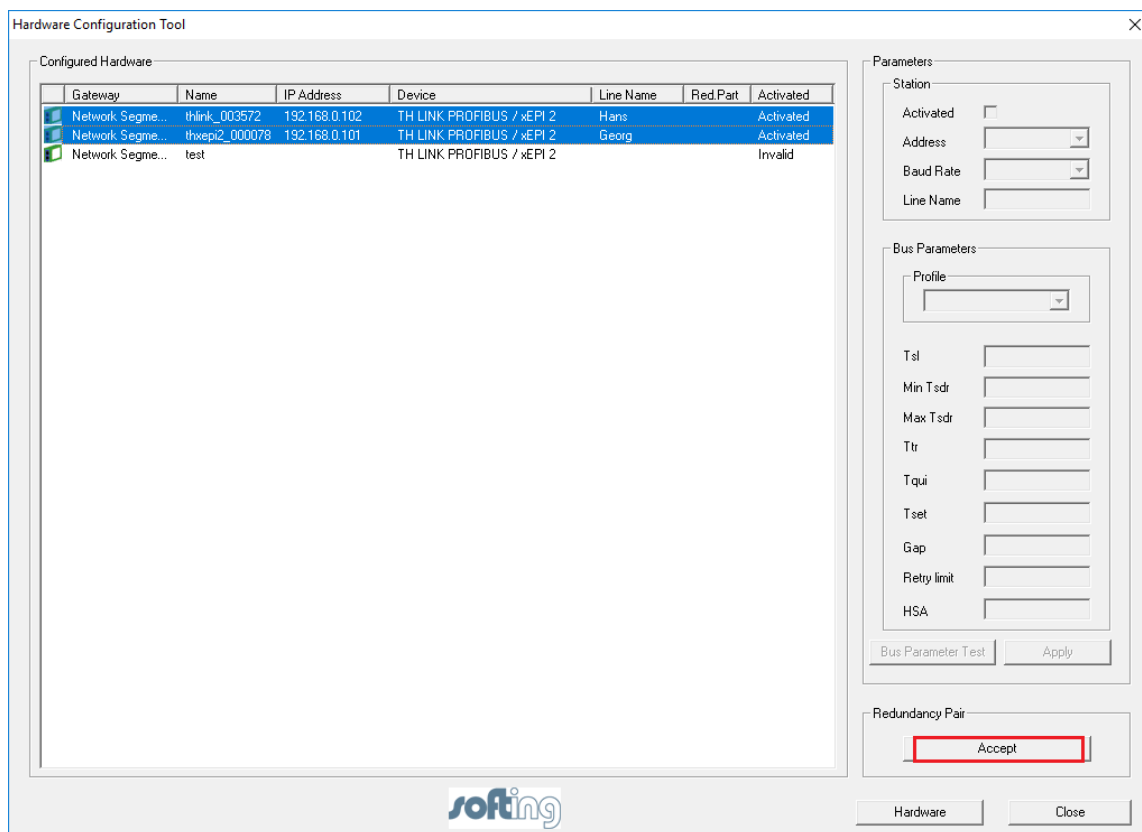 Hardware Configuration Tool
Configured Hardware
Gateway Name IP Address Device Line Name Red.Part Activated
Network Segme... thlink_003572 192.168.0.102 TH LINK PROFIBUS / xEPI 2 Hans Activated
Network Segme... thxepi2_000078 192.168.0.101 TH LINK PROFIBUS / xEPI 2 Georg Activated
Network Segme... test TH LINK PROFIBUS / xEPI 2 Invalid
Parameters
Station
Activated
Address
Baud Rate
Line Name
Bus Parameters
Profile
Tsl
Min Tsdr
Max Tsdr
Ttr
Tqui
Tset
Gap
Retry limit
HSA
Bus Parameter Test Apply
Redundancy Pair
Accept
softing
Hardware Close